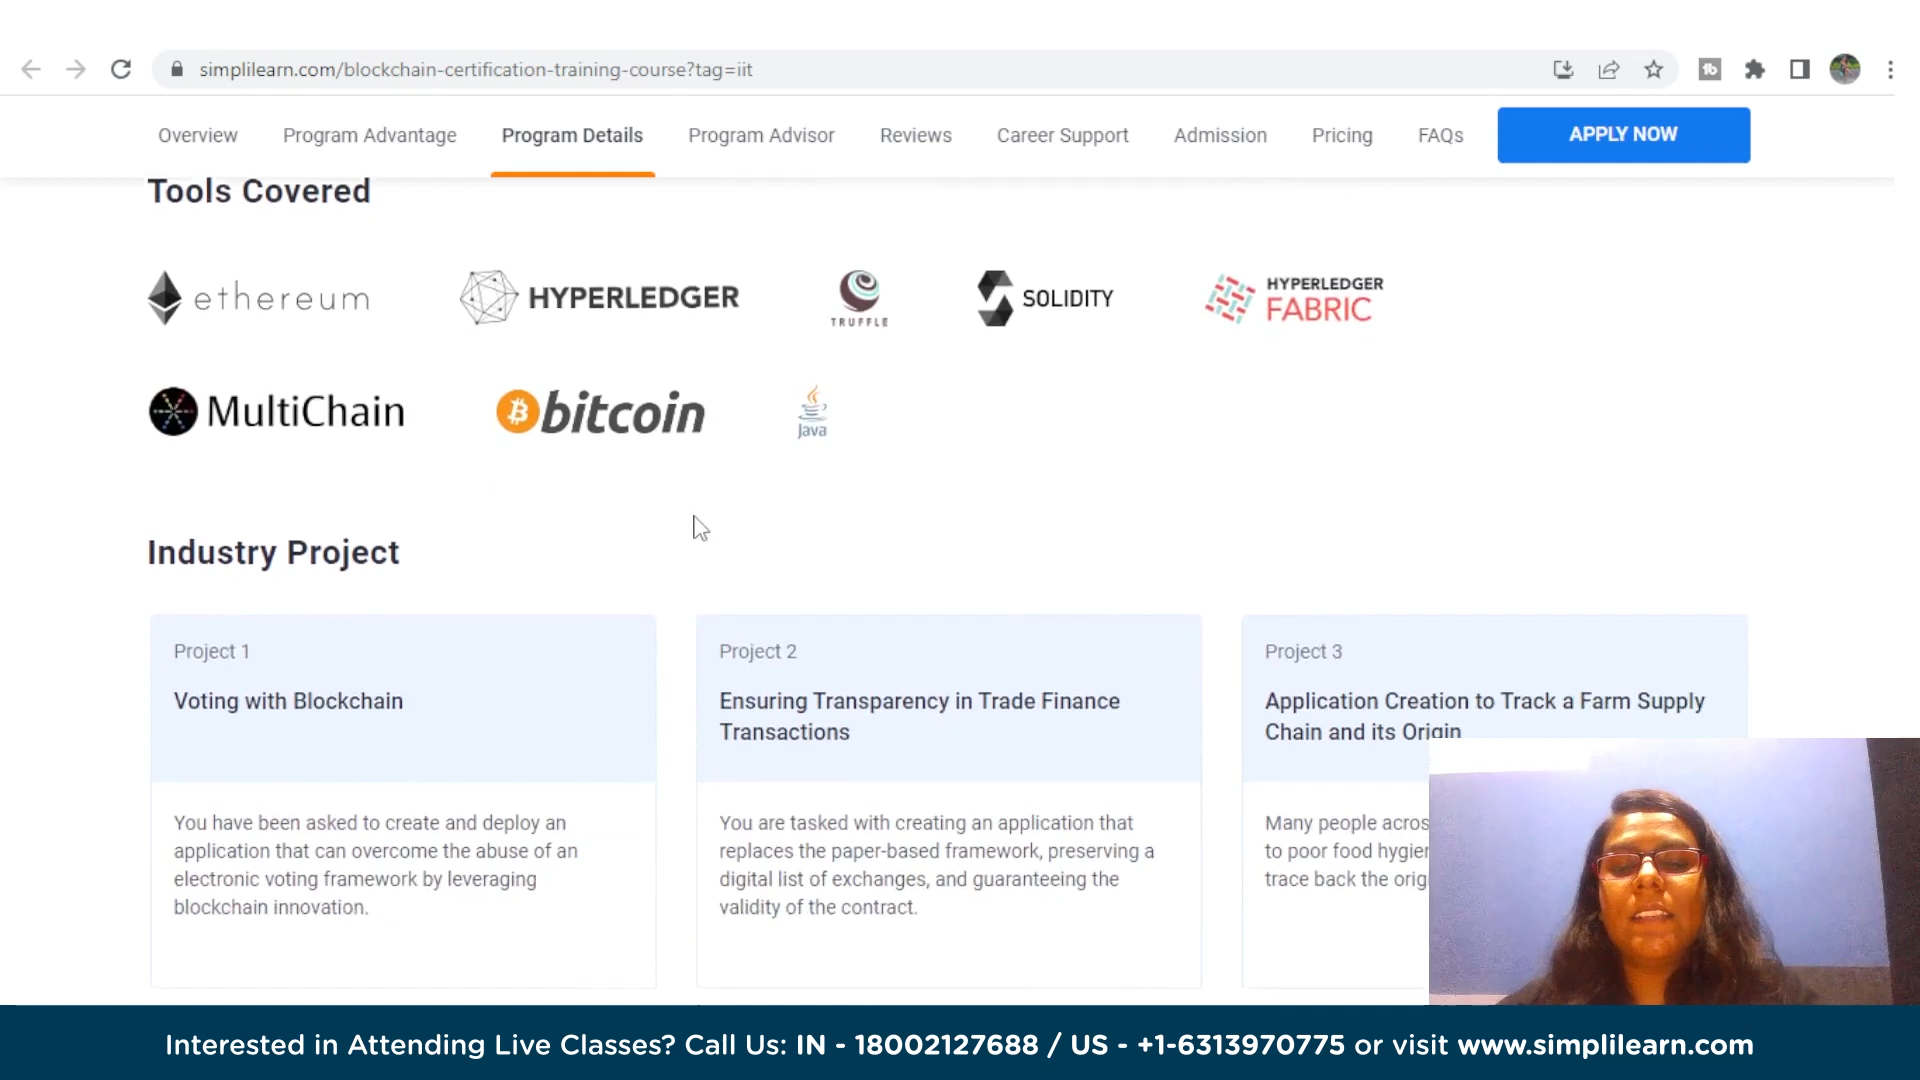 simplilearn.com/blockchain-certification-training-course?tag=iit
Overview
Program Advantage
Program Details
Program Advisor
Reviews
Career Support
Admission
Pricing
FAQs
APPLY NOW
Tools Covered
ethereum
HYPERLEDGER
TRUFFLE
SOLIDITY
HYPERLEDGER
FABRIC
MultiChain
bitcoin
Java
Industry Project
Project 1
Voting with Blockchain
You have been asked to create and deploy an
application that can overcome the abuse of an
electronic voting framework by leveraging
blockchain innovation.
Project 2
Ensuring Transparency in Trade Finance
Transactions
You are tasked with creating an application that
replaces the paper-based framework, preserving a
digital list of exchanges, and guaranteeing the
validity of the contract.
Project 3
Application Creation to Track a Farm Supply
Chain and its Origin
Many people
to poor food
trace back the
Interested in Attending Live Classes? Call Us: IN - 18002127688 / US - +1-6313970775 or visit www.simplilearn.com